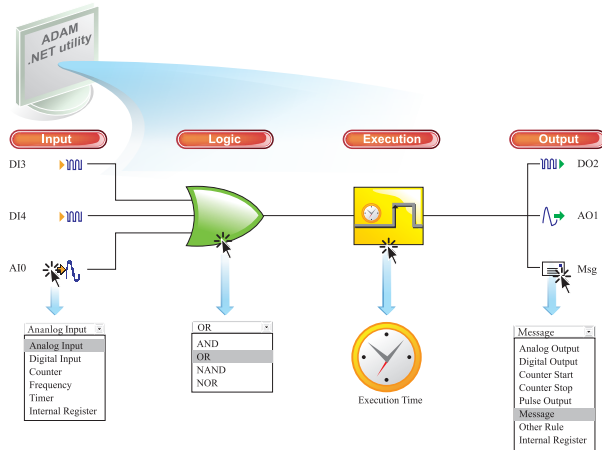 ADAM
.NET utility
Input
Logic
Execution
Output
DI3
DO2
DI4
AO1
AI0
Msg
Ananlog Input
Analog Input
Digital Input
Counter
Frequency
Timer
Internal Register
OR
AND
OR
NAND
NOR
Execution Time
Message
Analog Output
Digital Output
Counter Start
Counter Stop
Pulse Output
Message
Other Rule
Internal Register